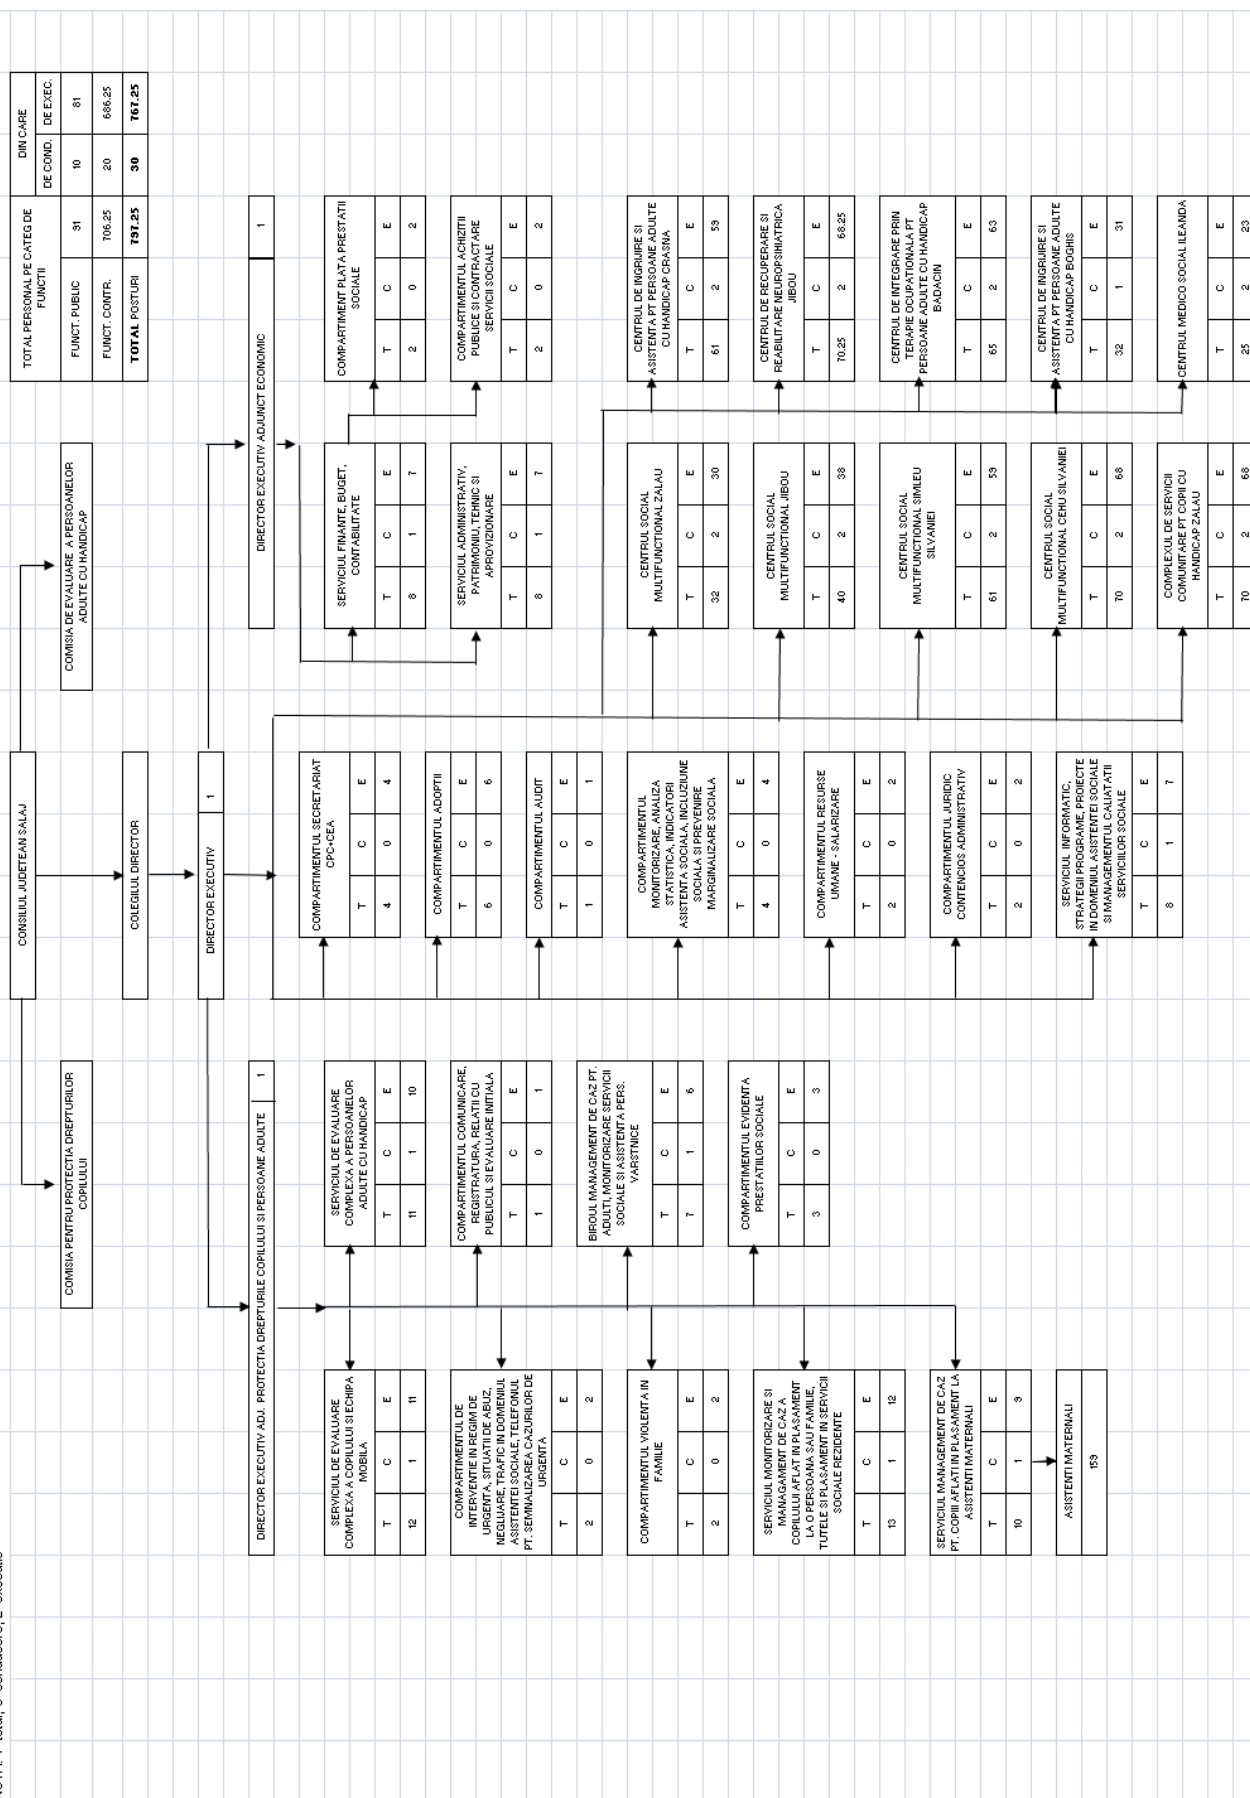 CONSILIUL JUDETEAN SALAJ
TOTAL PERSONAL PE CATEG DE
FUNCTII
DIN CARE
DE COND. DE EXEC.
FUNCT. PUBLIC 91 10 81
FUNCT. CONTR. 706.25 20 686.25
TOTAL POSTURI 797.25 30 767.25
COMISIA PENTRU PROTECTIA DREPTURILOR
COPILULUI
COMISIA DE EVALUARE A PERSOANELOR
ADULTE CU HANDICAP
COLEGIUL DIRECTOR
DIRECTOR EXECUTIV 1
DIRECTOR EXECUTIV ADJ. PROTECTIA DREPTURILE COPILULUI SI PERSOANE ADULTE 1
DIRECTOR EXECUTIV ADJUNCT ECONOMIC 1
SERVICIUL DE EVALUARE
COMPLEXA A COPILULUI SI ECHIPA
MOBILA
T C E
12 1 11
COMPARTIMENTUL DE
INTERVENTIE IN REGIM DE
URGENTA, SITUATII DE ABUZ,
NEGLIJARE, TRAFIC IN DOMENIUL
ASISTENTEI SOCIALE, TELEFONUL
PT. SEMNALIZAREA CAZURILOR DE
URGENTA
T C E
2 0 2
COMPARTIMENTUL VIOLENTA IN
FAMILIE
T C E
2 0 2
SERVICIUL MONITORIZARE SI
MANAGAMENT DE CAZ A
COPILULUI AFLAT IN PLASAMENT
LA O PERSOANA SAU FAMILIE,
TUTELE SI PLASAMENT IN SERVICII
SOCIALE REZIDENTE
T C E
13 1 12
SERVICIUL MANAGEMENT DE CAZ
PT. COPIII AFLATI IN PLASAMENT LA
ASISTENTI MATERNALI
T C E
10 1 9
ASISTENTI MATERNALI
159
SERVICIUL DE EVALUARE
COMPLEXA A PERSOANELOR
ADULTE CU HANDICAP
T C E
11 1 10
COMPARTIMENTUL COMUNICARE,
REGISTRATURA, RELATII CU
PUBLICUL SI EVALUARE INITIALA
T C E
1 0 1
BIROUL MANAGEMENT DE CAZ PT.
ADULTI, MONITORIZARE SERVICII
SOCIALE SI ASISTENTA PERS.
VARSTNICE
T C E
7 1 6
COMPARTIMENTUL EVIDENTA
PRESTATIILOR SOCIALE
T C E
3 0 3
COMPARTIMENTUL SECRETARIAT
CPC+CEA
T C E
4 0 4
COMPARTIMENTUL ADOPTII
T C E
6 0 6
COMPARTIMENTUL AUDIT
T C E
1 0 1
COMPARTIMENTUL
MONITORIZARE, ANALIZA
STATISTICA, INDICATORI
ASISTENTA SOCIALA, INCLUZIUNE
SOCIALA SI PREVENIRE
MARGINALIZARE SOCIALA
T C E
4 0 4
COMPARTIMENTUL RESURSE
UMANE - SALARIZARE
T C E
2 0 2
COMPARTIMENTUL JURIDIC
CONTENCIOS ADMINISTRATIV
T C E
2 0 2
SERVICIUL INFORMATIC,
STRATEGII PROGRAME, PROIECTE
IN DOMENIUL ASISTENTEI SOCIALE
SI MANAGEMENTUL CALIATATII
SERVICIILOR SOCIALE
T C E
8 1 7
SERVICIUL FINANTE, BUGET,
CONTABILITATE
T C E
8 1 7
SERVICIUL ADMINISTRATIV,
PATRIMONIU, TEHNIC SI
APROVIZIONARE
T C E
8 1 7
CENTRUL SOCIAL
MULTIFUNCTIONAL ZALAU
T C E
32 2 30
CENTRUL SOCIAL
MULTIFUNCTIONAL JIBOU
T C E
40 2 38
CENTRUL SOCIAL
MULTIFUNCTIONAL SIMLEU
SILVANIEI
T C E
61 2 59
CENTRUL SOCIAL
MULTIFUNCTIONAL CEHU SILVANIEI
T C E
70 2 68
COMPLEXUL DE SERVICII
COMUNITARE PT COPII CU
HANDICAP ZALAU
T C E
70 2 68
COMPARTIMENT PLATA PRESTATII
SOCIALE
T C E
2 0 2
COMPARTIMENTUL ACHIZITII
PUBLICE SI CONTRACTARE
SERVICII SOCIALE
T C E
2 0 2
CENTRUL DE INGRIJIRE SI
ASISTENTA PT PERSOANE ADULTE
CU HANDICAP CRASNA
T C E
61 2 59
CENTRUL DE RECUPERARE SI
REABILITARE NEUROPSIHIATRICA
JIBOU
T C E
70.25 2 68.25
CENTRUL DE INTEGRARE PRIN
TERAPIE OCUPATIONALA PT
PERSOANE ADULTE CU HANDICAP
BADACIN
T C E
65 2 63
CENTRUL DE INGRIJIRE SI
ASISTENTA PT PERSOANE ADULTE
CU HANDICAP BOGHIS
T C E
32 1 31
CENTRUL MEDICO SOCIAL ILEANDA
T C E
25 2 23